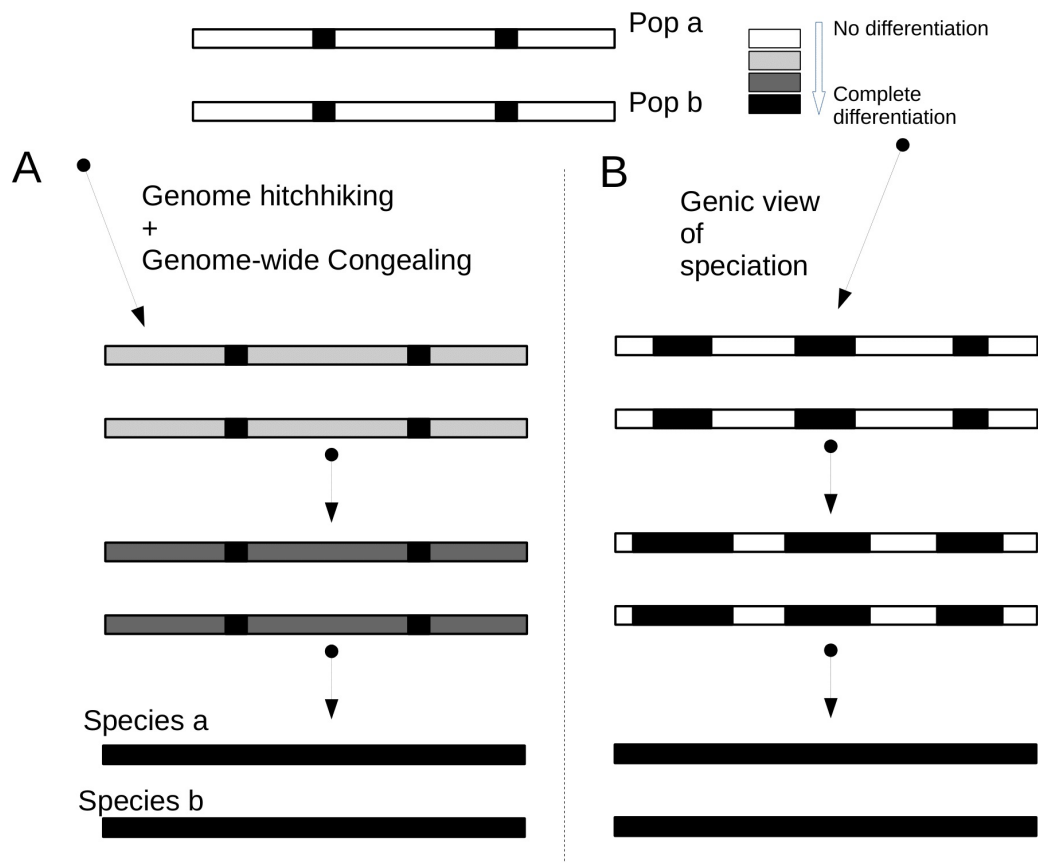 Pop a
No differentiation
Pop b
Complete
differentiation
A
Genome hitchhiking
+
Genome-wide Congealing
B
Genic view
of
speciation
Species a
Species b